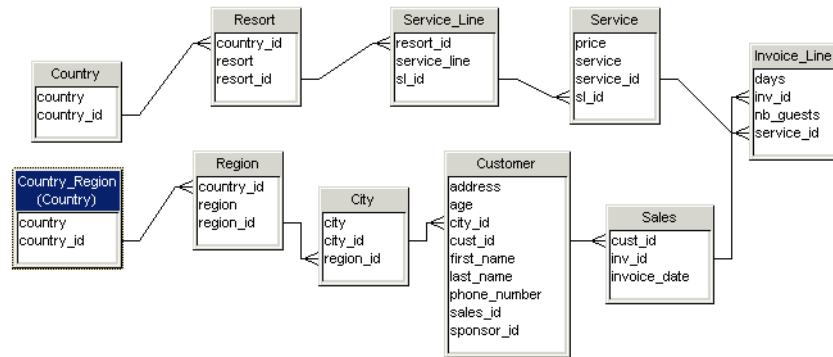 Country
country
country_id
Resort
country_id
resort
resort_id
Service_Line
resort_id
service_line
sl_id
Service
price
service
service_id
sl_id
Invoice_Line
days
inv_id
nb_guests
service_id
Country_Region
(Country)
country
country_id
Region
country_id
region
region_id
City
city
city_id
region_id
Customer
address
age
city_id
cust_id
first_name
last_name
phone_number
sales_id
sponsor_id
Sales
cust_id
inv_id
invoice_date